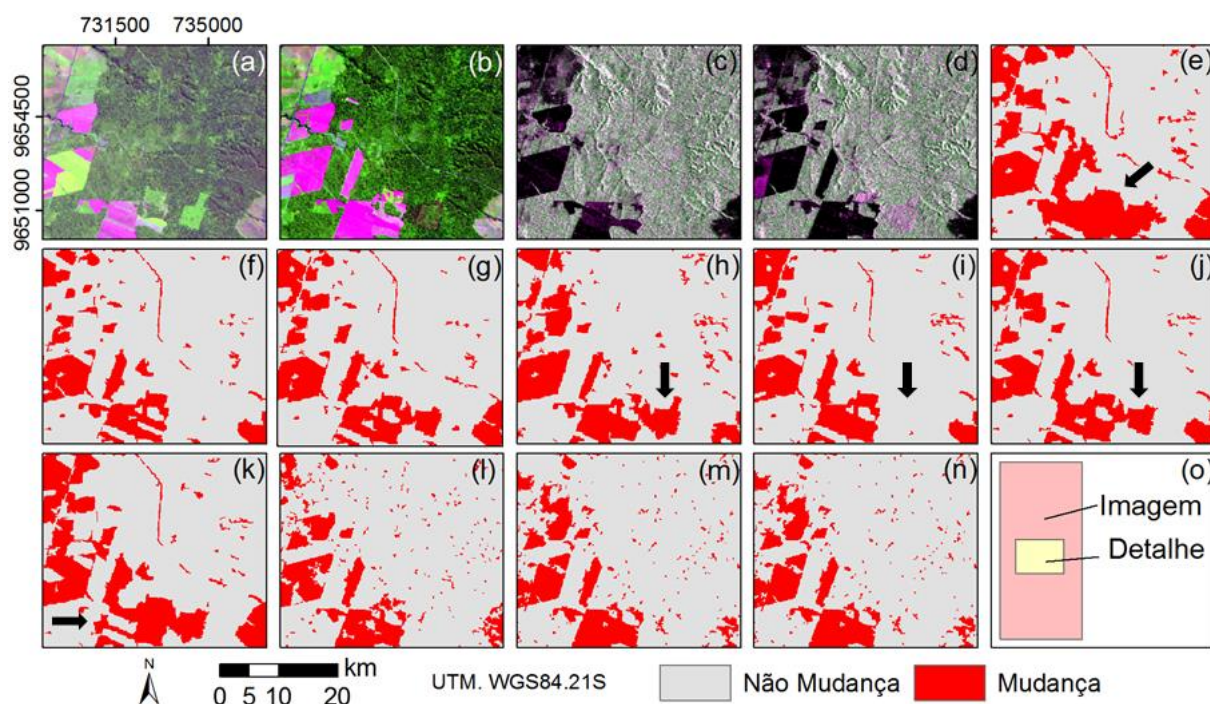 731500 735000
9654500
9651000
(a) (b) (c) (d) (e)
(f) (g) (h) (i) (j)
(k) (l) (m) (n) (o)
Imagem
Detalhe
N
km
0 5 10 20
UTM. WGS84.21S
Não Mudança
Mudança